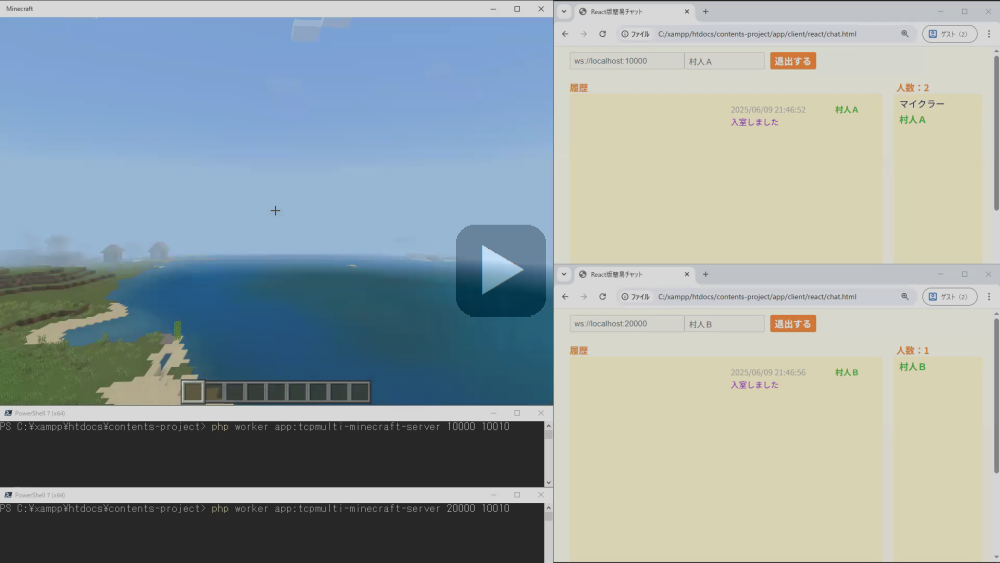 Minecraft
PowerShell 7 (x64)
PS C:¥xampp¥htdocs¥contents-project> php worker app:tcpmulti-minecraft-server 10000 10010
PowerShell 7 (x64)
PS C:¥xampp¥htdocs¥contents-project> php worker app:tcpmulti-minecraft-server 20000 10010
React版簡易チャット
ファイル C:/xampp/htdocs/contents-project/app/client/react/chat.html ゲスト (2)
ws://localhost:10000 村人A 退出する
履歴 人数：2
2025/06/09 21:46:52 村人A マイクラー
入室しました 村人A
React版簡易チャット
ファイル C:/xampp/htdocs/contents-project/app/client/react/chat.html ゲスト (2)
ws://localhost:20000 村人B 退出する
履歴 人数：1
2025/06/09 21:46:56 村人B 村人B
入室しました